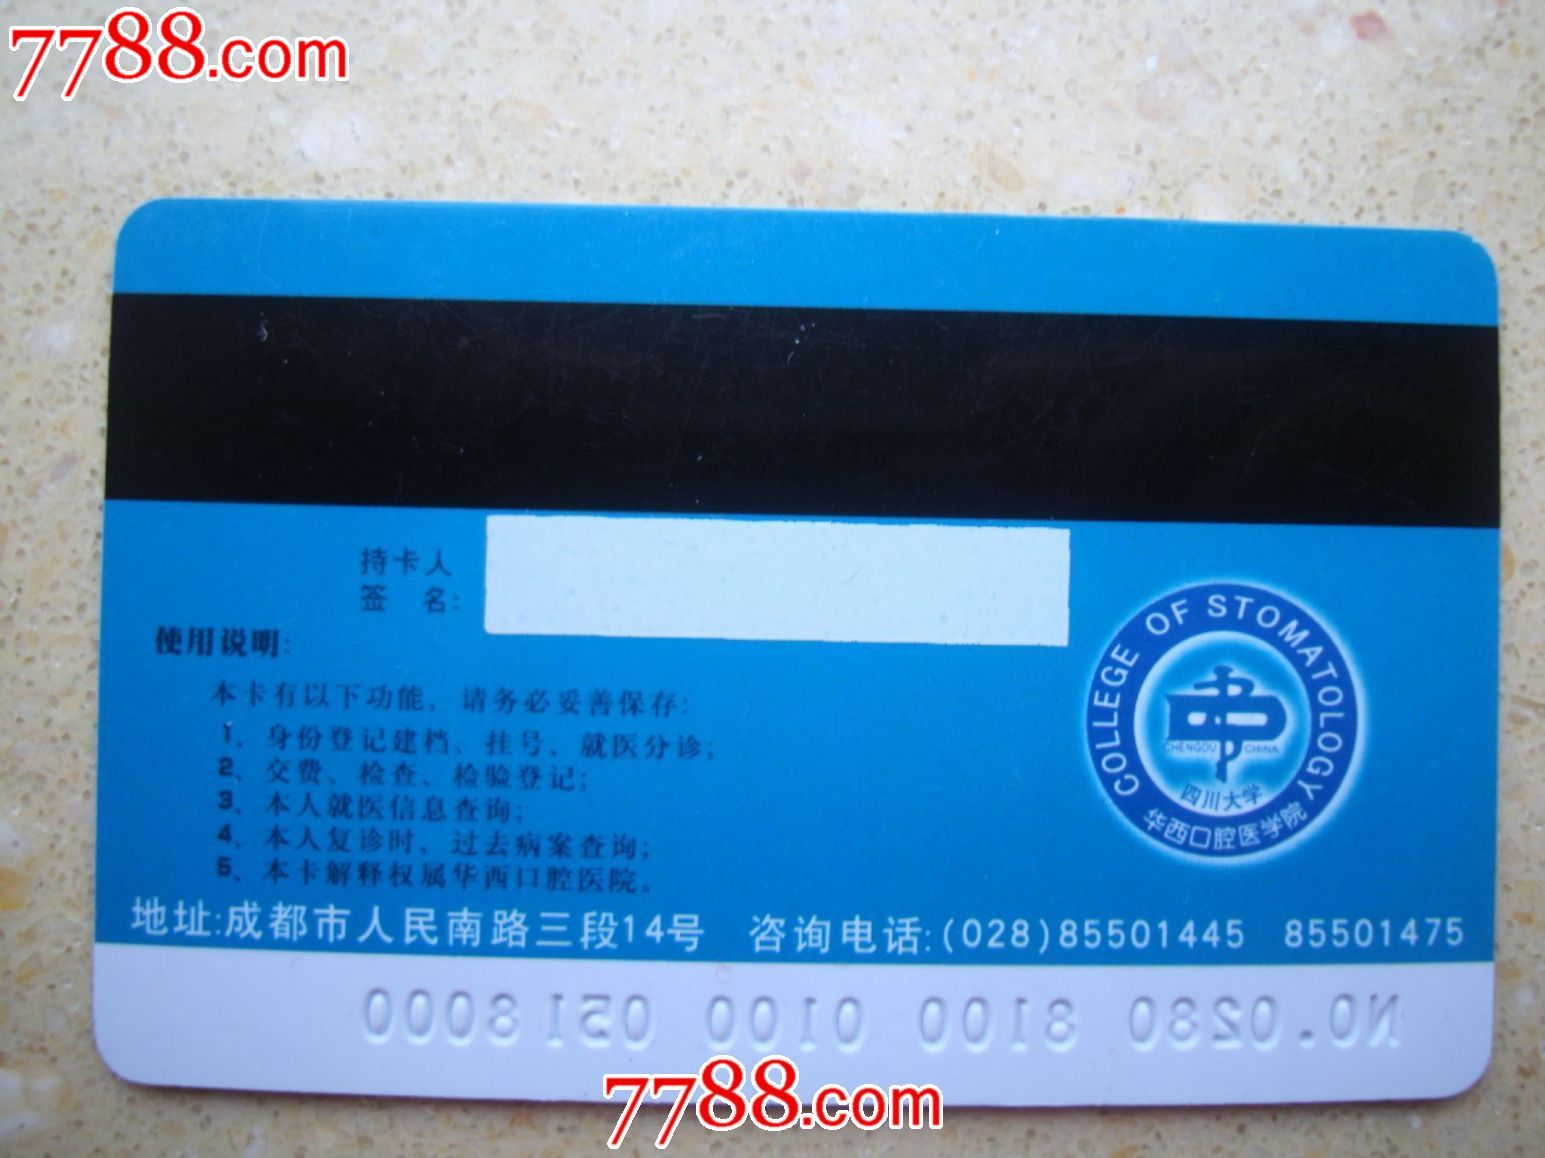 7788.com
持卡人
签 名:
使用说明:
本卡有以下功能，请务必妥善保存:
1、身份登记建档、挂号、就医分诊;
2、交费、检查、检验登记;
3、本人就医信息查询;
4、本人复诊时，过去病案查询;
5、本卡解释权属华西口腔医院。
COLLEGE OF STOMATOLOGY
CHENGDU CHINA
四川大学
华西口腔医学院
地址:成都市人民南路三段14号 咨询电话:(028)85501445 85501475
NO.0280 8100 0100 0518000
7788.com